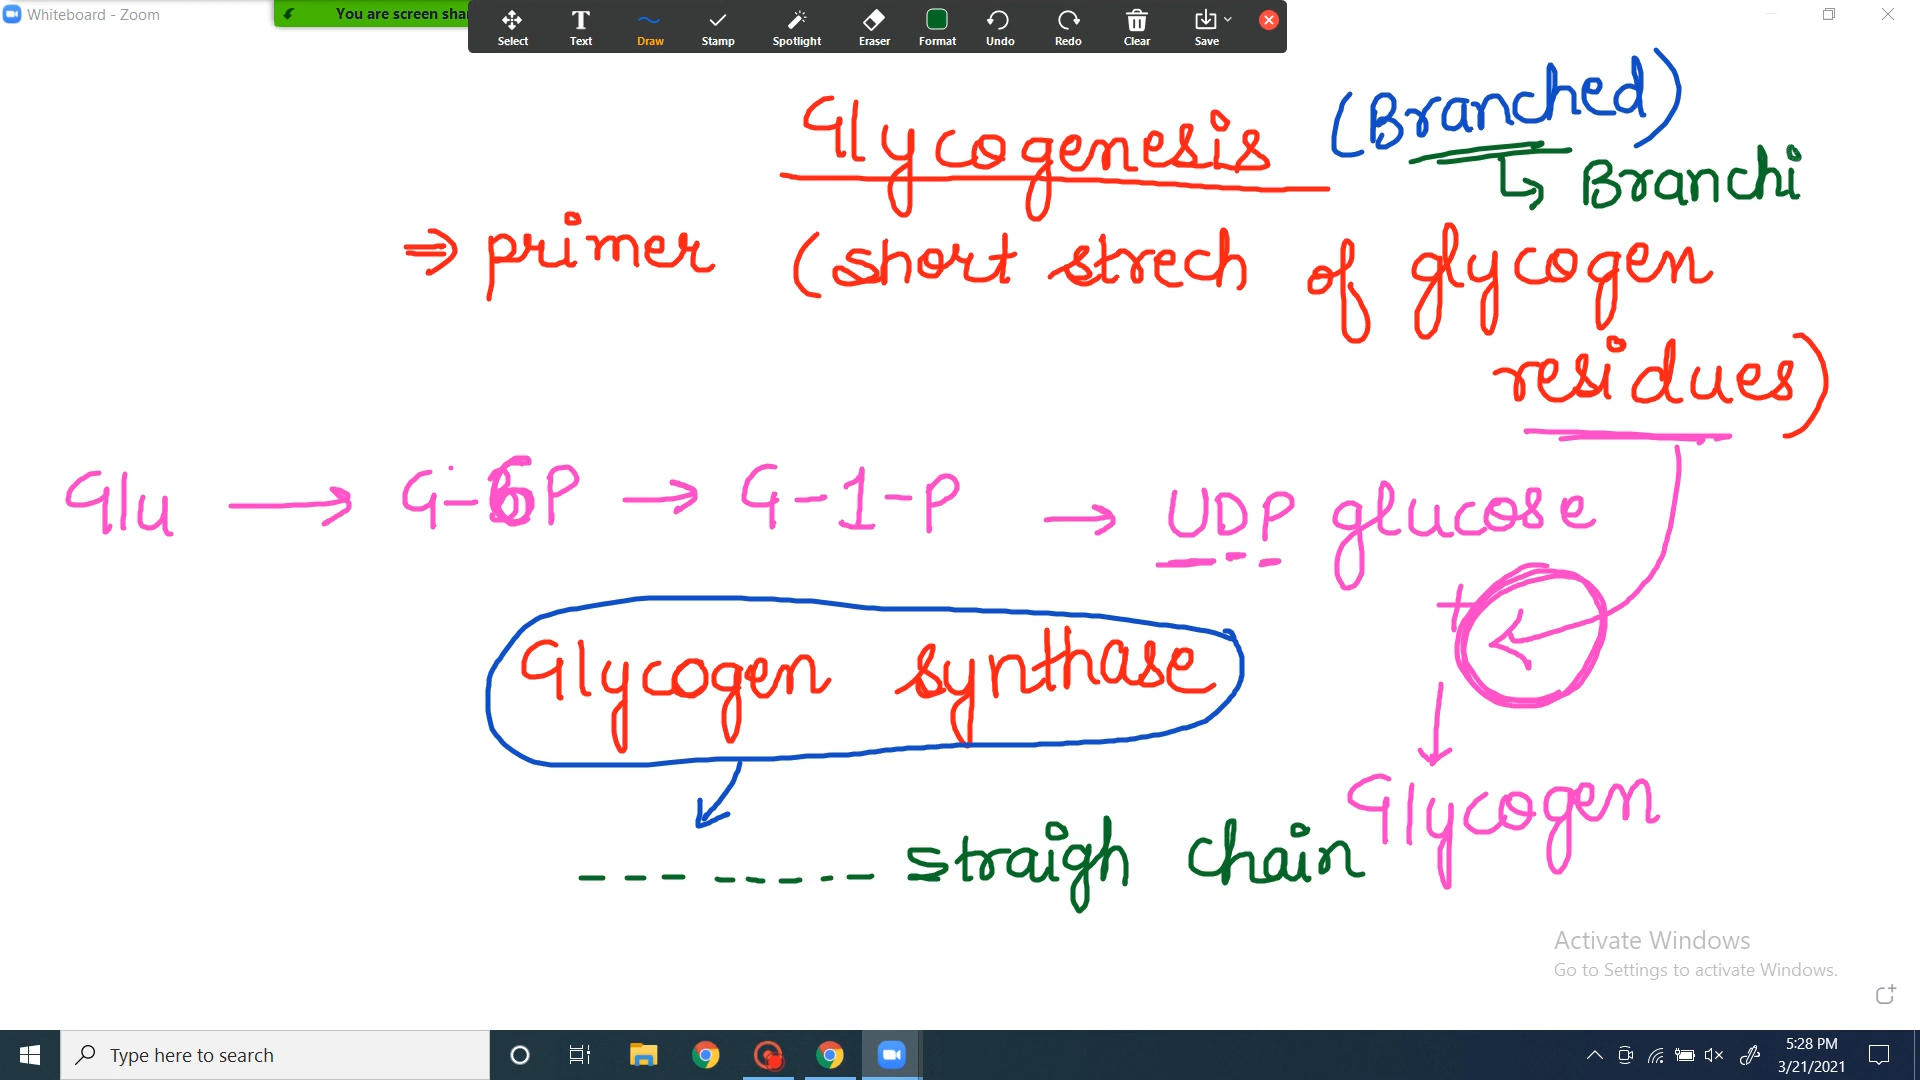 Whiteboard - Zoom
You are screen sha
Select Text Draw Stamp Spotlight Eraser Format Undo Redo Clear Save
Glycogenesis (Branched)
↳ Branchi
⇒ primer (short strech of glycogen
residues)
Glu → G-6P → G-1-P → UDP glucose
+
Glycogen synthase
Glycogen
--------- straigh chain
Activate Windows
Go to Settings to activate Windows.
Type here to search
5:28 PM
3/21/2021